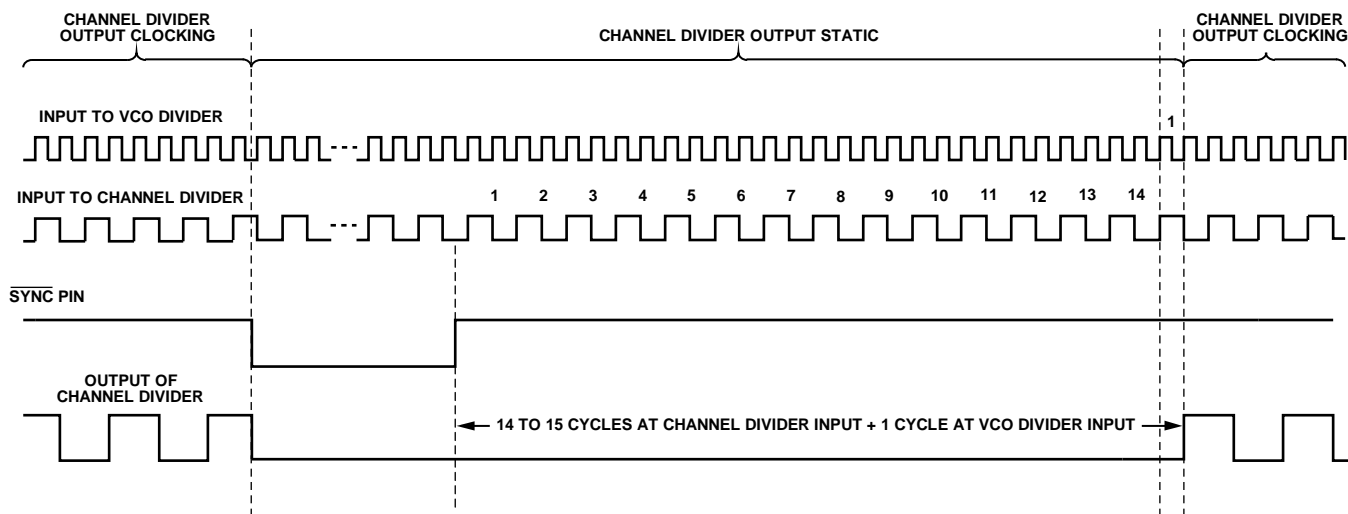 CHANNEL DIVIDER
OUTPUT CLOCKING
CHANNEL DIVIDER OUTPUT STATIC
CHANNEL DIVIDER
OUTPUT CLOCKING
INPUT TO VCO DIVIDER
1
INPUT TO CHANNEL DIVIDER
1 2 3 4 5 6 7 8 9 10 11 12 13 14
SYNC PIN
OUTPUT OF
CHANNEL DIVIDER
14 TO 15 CYCLES AT CHANNEL DIVIDER INPUT + 1 CYCLE AT VCO DIVIDER INPUT